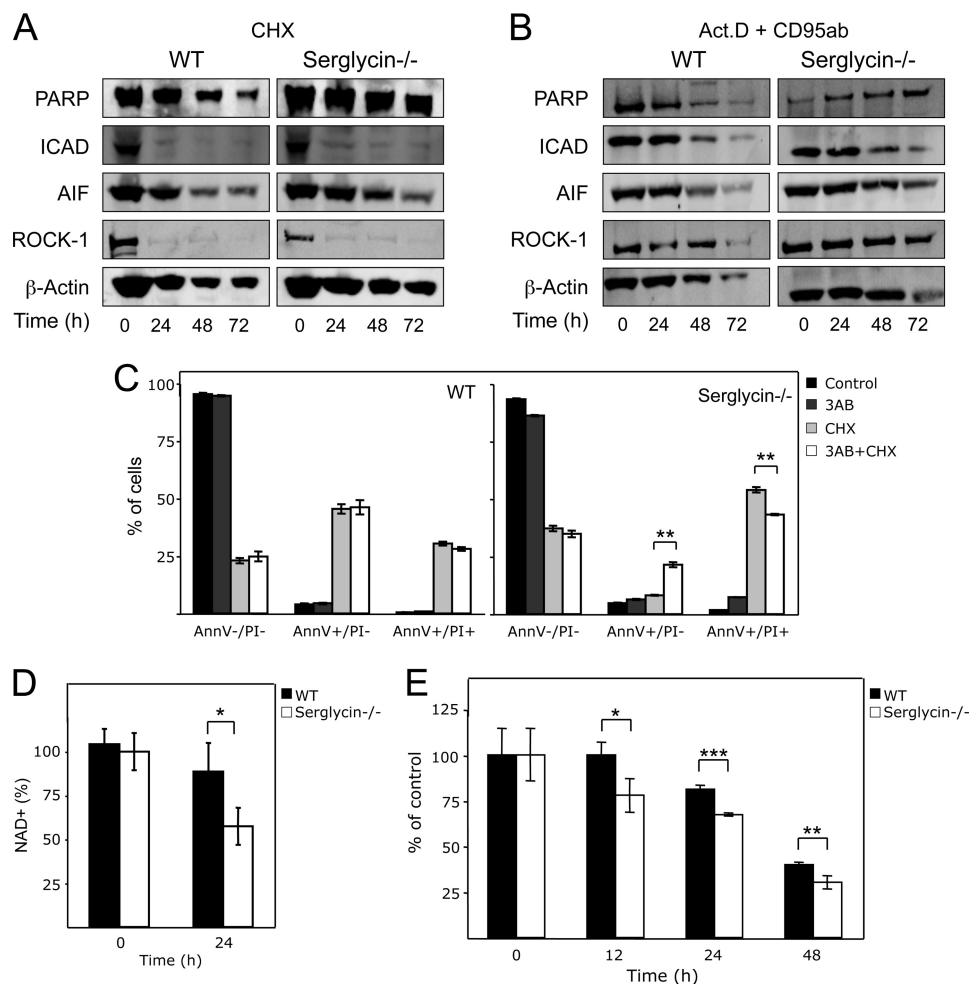 A
CHX
WT
Serglycin-/-
PARP
ICAD
AIF
ROCK-1
β-Actin
Time (h)
0 24 48 72 0 24 48 72
B
Act.D + CD95ab
WT
Serglycin-/-
PARP
ICAD
AIF
ROCK-1
β-Actin
Time (h)
0 24 48 72 0 24 48 72
C
WT
Serglycin-/-
Control
3AB
CHX
3AB+CHX
% of cells
100
75
50
25
**
**
AnnV-/PI- AnnV+/PI- AnnV+/PI+ AnnV-/PI- AnnV+/PI- AnnV+/PI+
D
WT
Serglycin-/-
NAD+ (%)
100
75
50
25
*
0 24
Time (h)
E
WT
Serglycin-/-
% of control
125
100
75
50
25
0
*
***
**
0 12 24 48
Time (h)